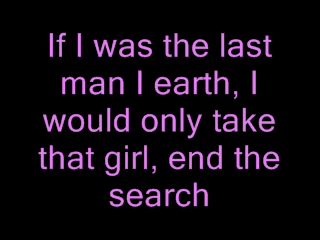 If I was the last
man I earth, I
would only take
that girl, end the
search